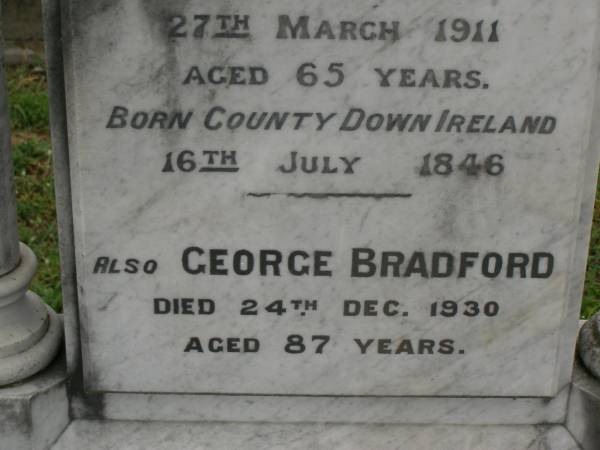 27TH MARCH 1911
AGED 65 YEARS.
BORN COUNTY DOWN IRELAND
16TH JULY 1846
ALSO GEORGE BRADFORD
DIED 24TH DEC. 1930
AGED 87 YEARS.